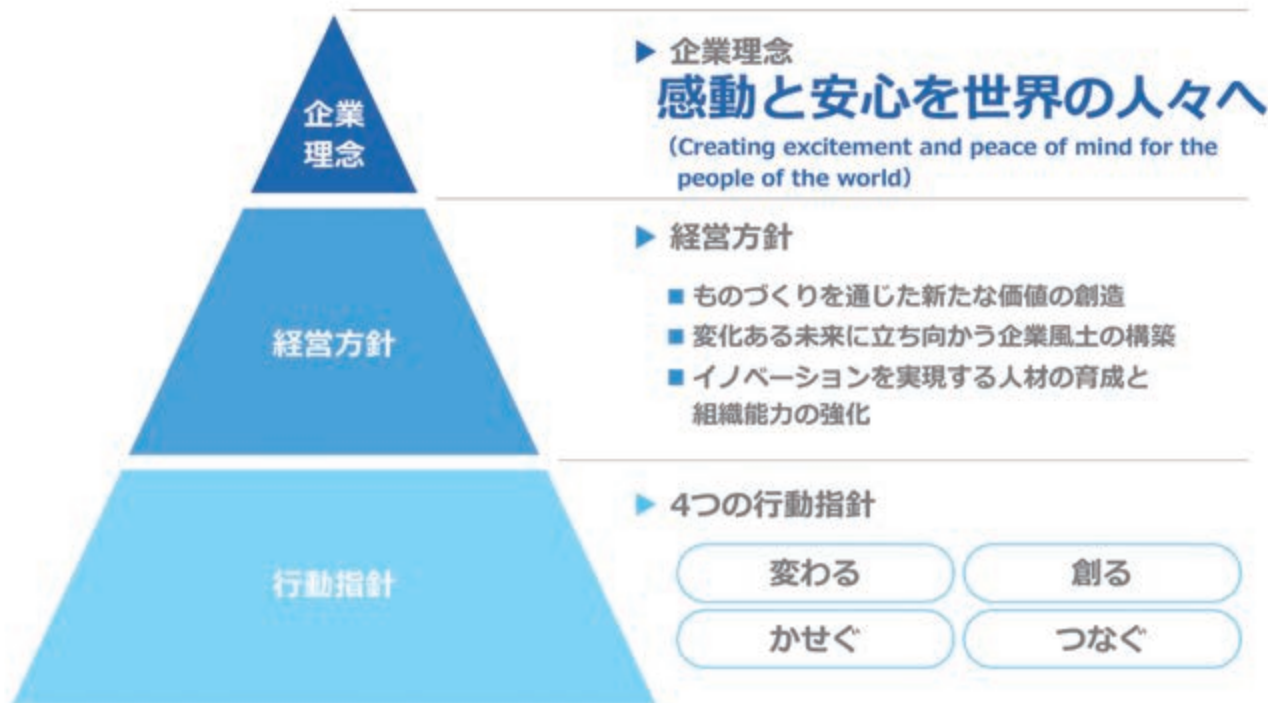 企業
理念
▶ 企業理念
感動と安心を世界の人々へ
(Creating excitement and peace of mind for the
people of the world)
経営方針
▶ 経営方針
■ ものづくりを通じた新たな価値の創造
■ 変化ある未来に立ち向かう企業風土の構築
■ イノベーションを実現する人材の育成と
組織能力の強化
行動指針
▶ 4つの行動指針
変わる
創る
かせぐ
つなぐ